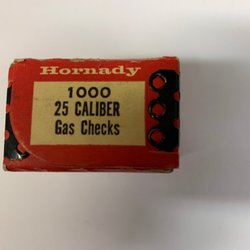 Hornady
1000
25 CALIBER
Gas Checks